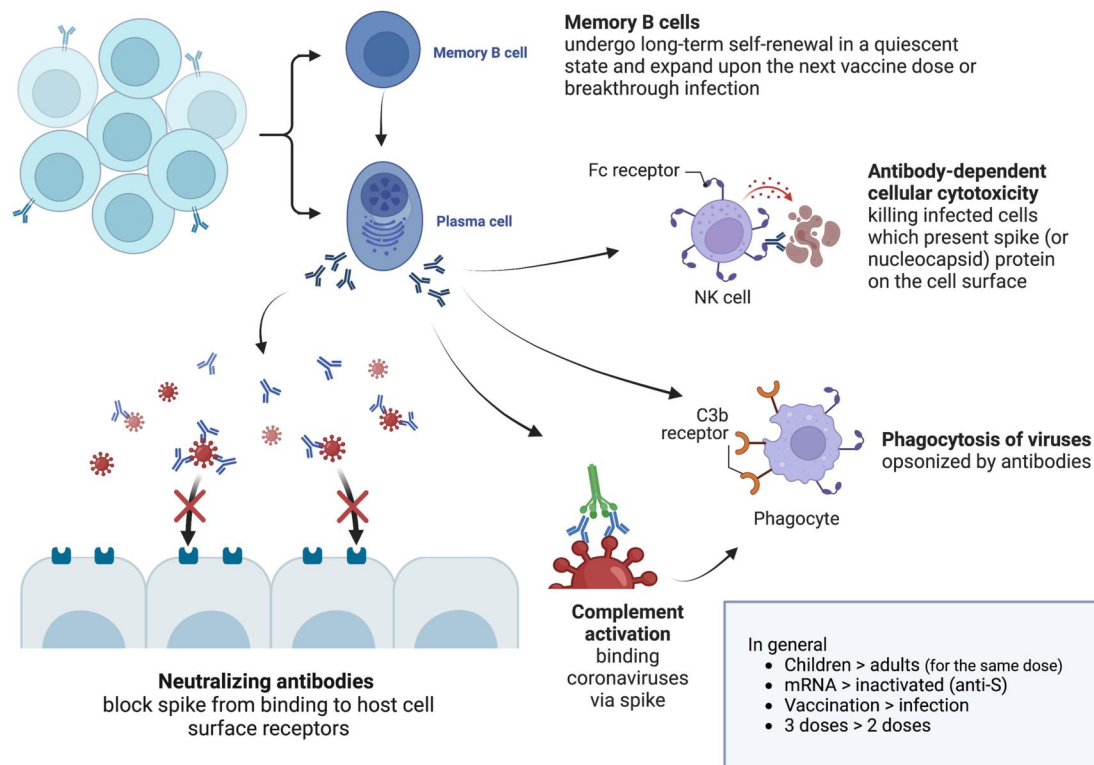 Memory B cell
Memory B cells
undergo long-term self-renewal in a quiescent
state and expand upon the next vaccine dose or
breakthrough infection
Plasma cell
Fc receptor
NK cell
Antibody-dependent
cellular cytotoxicity
killing infected cells
which present spike (or
nucleocapsid) protein
on the cell surface
C3b
receptor
Phagocyte
Phagocytosis of viruses
opsonized by antibodies
Neutralizing antibodies
block spike from binding to host cell
surface receptors
Complement
activation
binding
coronaviruses
via spike
In general
• Children > adults (for the same dose)
• mRNA > inactivated (anti-S)
• Vaccination > infection
• 3 doses > 2 doses